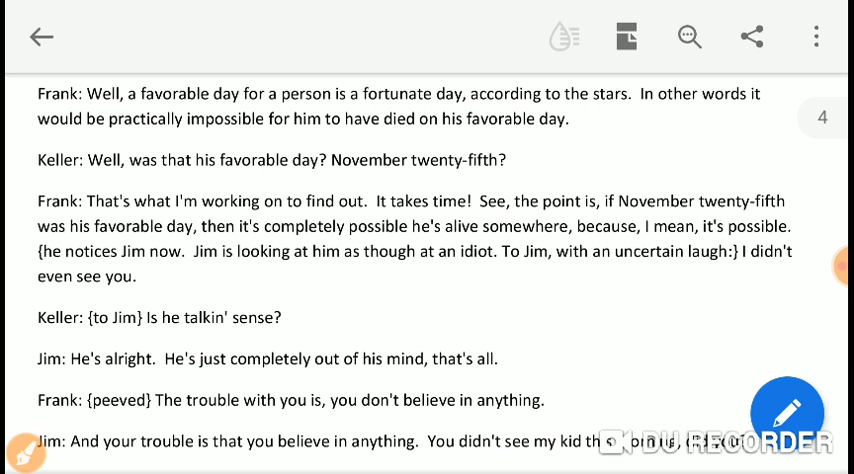 Frank: Well, a favorable day for a person is a fortunate day, according to the stars.  In other words it
would be practically impossible for him to have died on his favorable day.
4
Keller: Well, was that his favorable day? November twenty-fifth?
Frank: That's what I'm working on to find out.  It takes time!  See, the point is, if November twenty-fifth
was his favorable day, then it's completely possible he's alive somewhere, because, I mean, it's possible.
{he notices Jim now.  Jim is looking at him as though at an idiot. To Jim, with an uncertain laugh:} I didn't
even see you.
Keller: {to Jim} Is he talkin' sense?
Jim: He's alright.  He's just completely out of his mind, that's all.
Frank: {peeved} The trouble with you is, you don't believe in anything.
Jim: And your trouble is that you believe in anything.  You didn't see my kid
DU RECORDER